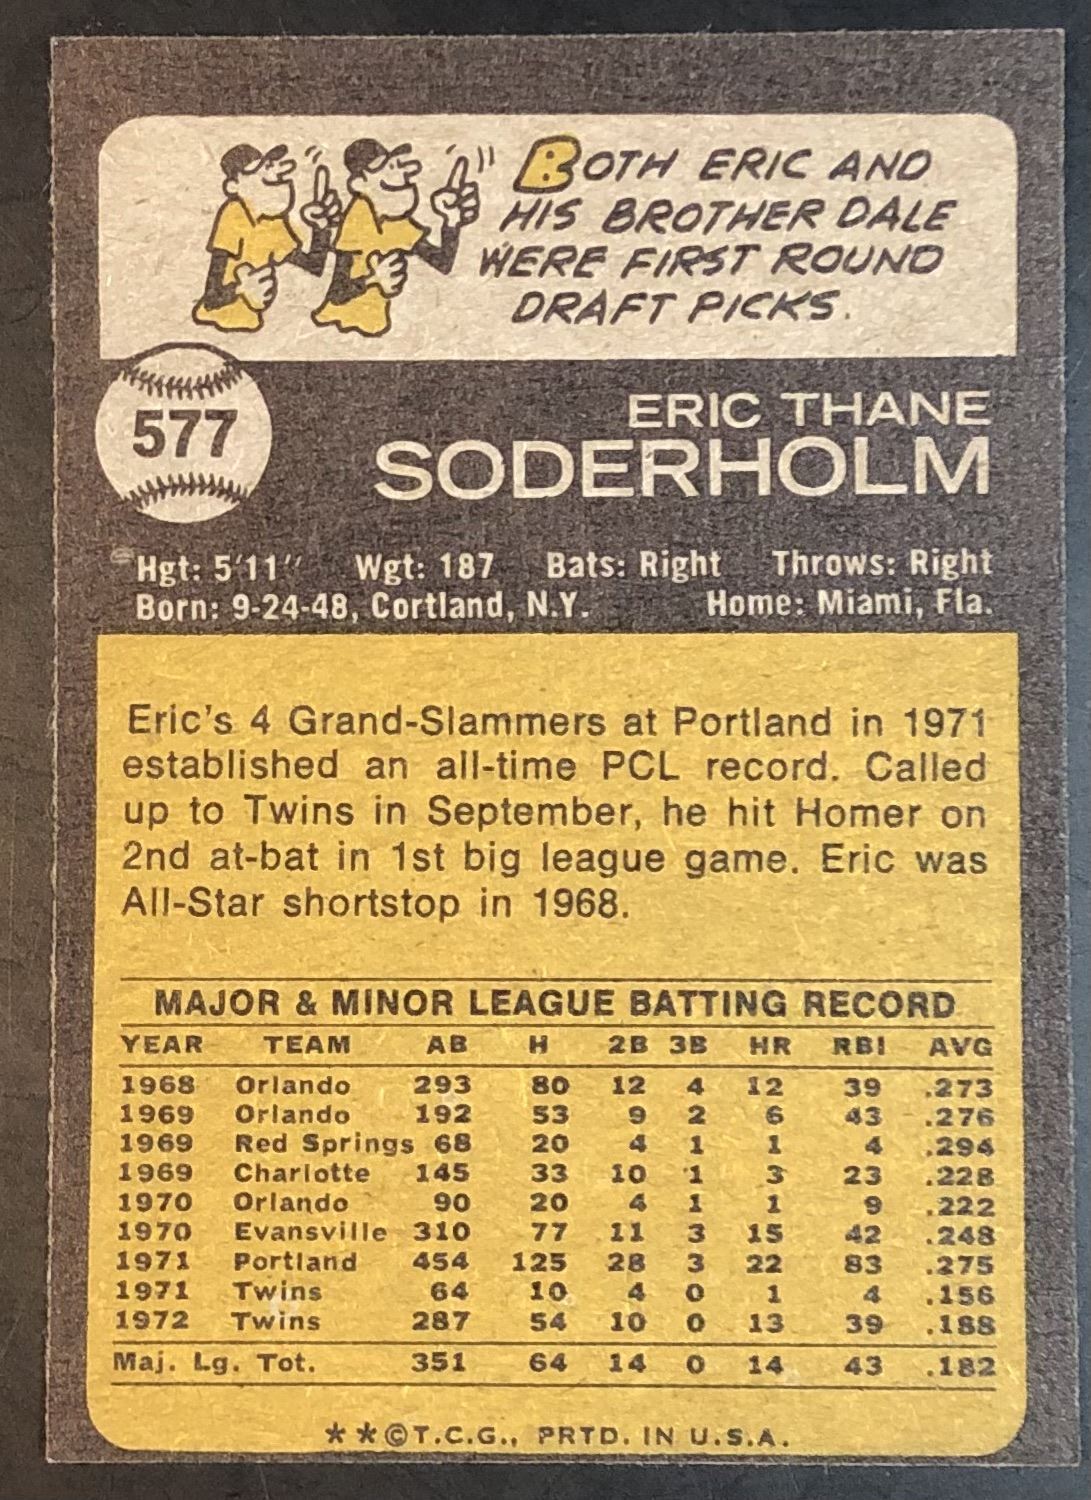 BOTH ERIC AND
HIS BROTHER DALE
WERE FIRST ROUND
DRAFT PICKS.
577
ERIC THANE
SODERHOLM
Hgt: 5'11" Wgt: 187 Bats: Right Throws: Right
Born: 9-24-48, Cortland, N.Y. Home: Miami, Fla.
Eric's 4 Grand-Slammers at Portland in 1971
established an all-time PCL record. Called
up to Twins in September, he hit Homer on
2nd at-bat in 1st big league game. Eric was
All-Star shortstop in 1968.
MAJOR & MINOR LEAGUE BATTING RECORD
YEAR TEAM AB H 2B 3B HR RBI AVG
1968 Orlando 293 80 12 4 12 39 .273
1969 Orlando 192 53 9 2 6 43 .276
1969 Red Springs 68 20 4 1 1 4 .294
1969 Charlotte 145 33 10 1 3 23 .228
1970 Orlando 90 20 4 1 1 9 .222
1970 Evansville 310 77 11 3 15 42 .248
1971 Portland 454 125 28 3 22 83 .275
1971 Twins 64 10 4 0 1 4 .156
1972 Twins 287 54 10 0 13 39 .188
Maj. Lg. Tot. 351 64 14 0 14 43 .182
**©T.C.G., PRTD. IN U.S.A.